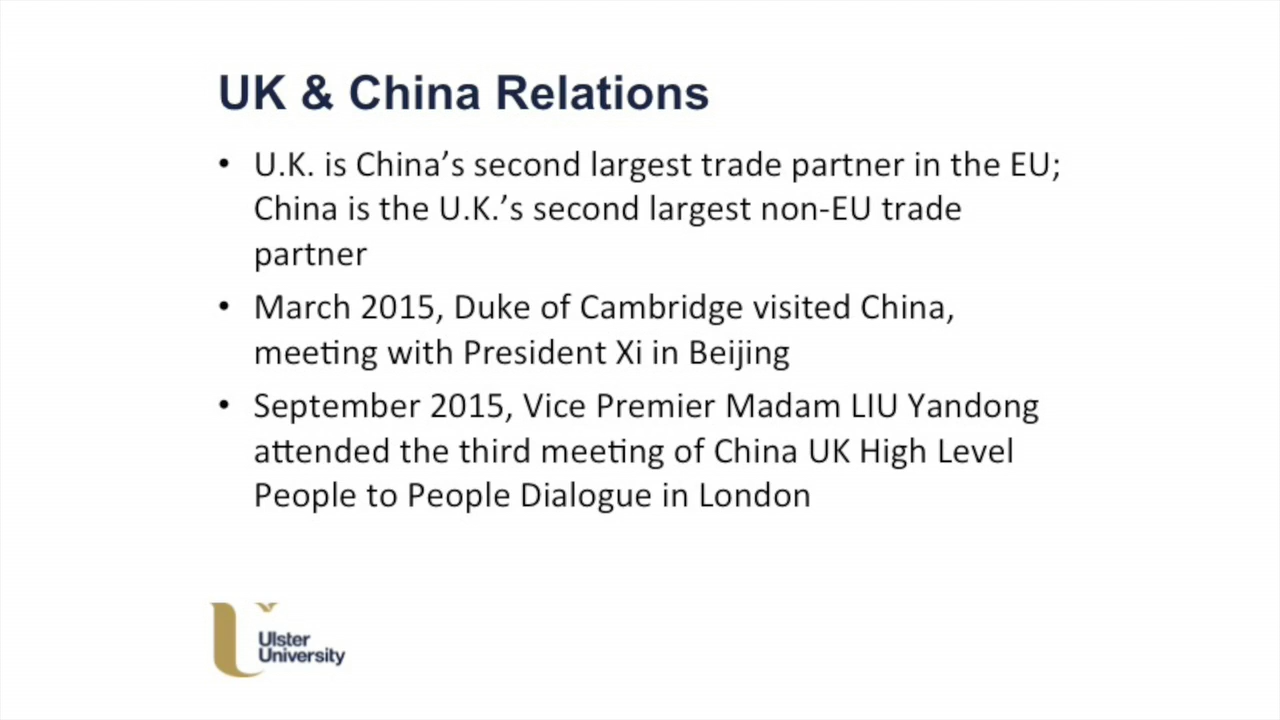 UK & China Relations
• U.K. is China’s second largest trade partner in the EU;
China is the U.K.’s second largest non-EU trade
partner
• March 2015, Duke of Cambridge visited China,
meeting with President Xi in Beijing
• September 2015, Vice Premier Madam LIU Yandong
attended the third meeting of China UK High Level
People to People Dialogue in London
Ulster
University